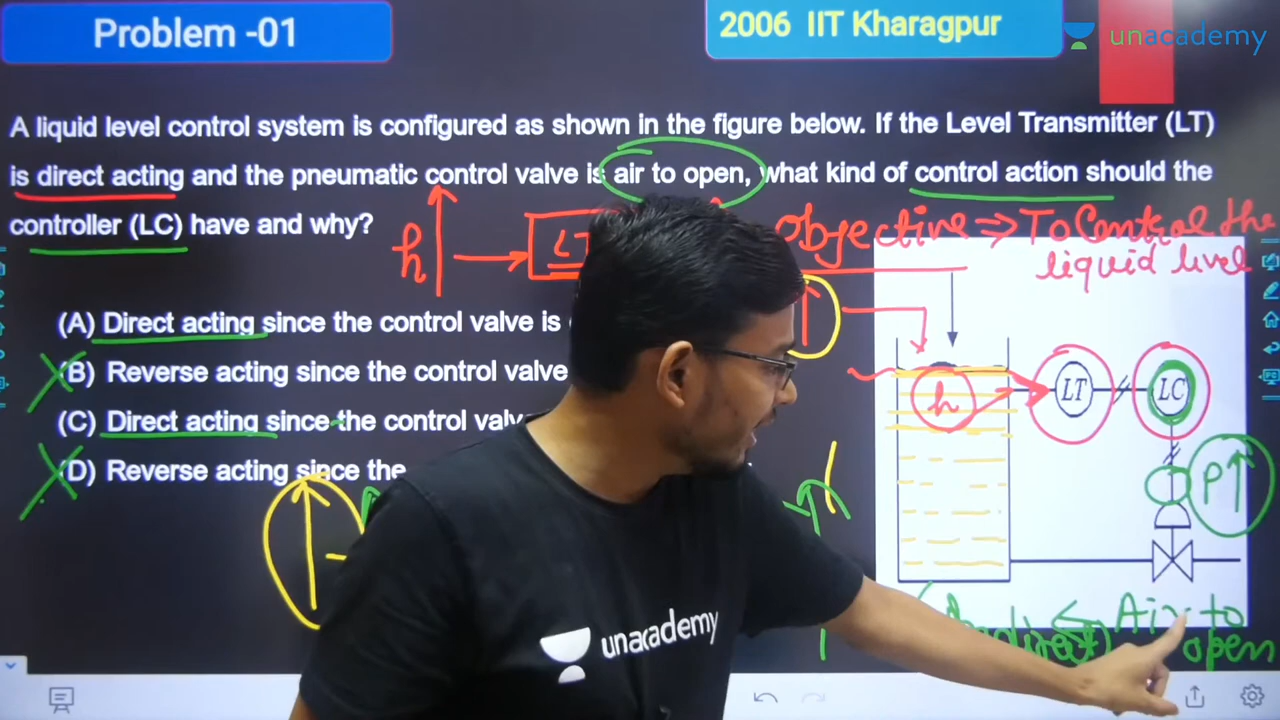 Problem -01
2006 IIT Kharagpur
unacademy
A liquid level control system is configured as shown in the figure below. If the Level Transmitter (LT)
is direct acting and the pneumatic control valve is air to open, what kind of control action should the
controller (LC) have and why?
objective ⇒ To Control the
liquid level
h
LT
(A) Direct acting since the control valve is
(B) Reverse acting since the control valve
(C) Direct acting since the control
(D) Reverse acting since the
h
LT
LC
P↑
Air to
open
unacademy